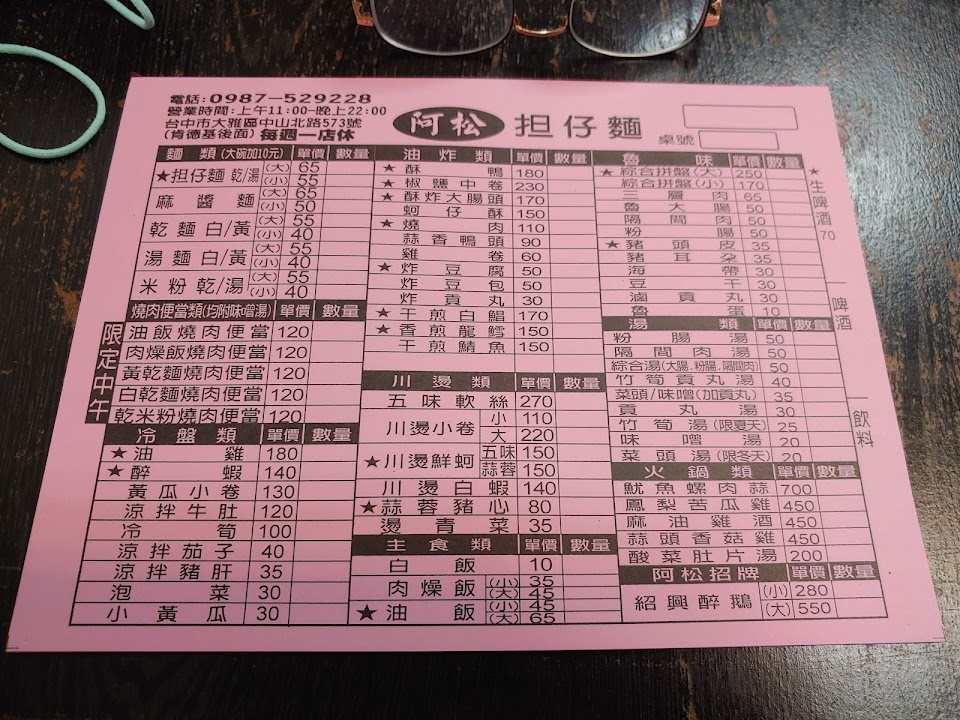 電話:0987-529228
營業時間:上午11:00-晚上22:00
台中市大雅區中山北路573號
(肯德基後面) 每週一店休
阿松 担仔麵
桌號
麵類(大碗加10元) 單價 數量
★担仔麵 乾/湯 (大) 65
(小) 55
麻醬麵 (大) 65
(小) 50
乾麵 白/黃 (大) 55
(小) 40
湯麵 白/黃 (大) 55
(小) 40
米粉 乾/湯 (大) 55
(小) 40
燒肉便當類(均附味噌湯) 單價 數量
限定中午
油飯燒肉便當 120
肉燥飯燒肉便當 120
黃乾麵燒肉便當 120
白乾麵燒肉便當 120
乾米粉燒肉便當 120
冷盤類 單價 數量
★油雞 180
★醉蝦 140
黃瓜小卷 130
涼拌牛肚 120
冷筍 100
涼拌茄子 40
涼拌豬肝 35
泡菜 30
小黃瓜 30
油炸類 單價 數量
★酥鴨 180
★椒鹽中卷 230
★酥炸大腸頭 170
蚵仔酥 150
★燒肉 110
蒜香鴨頭 90
雞卷 60
★炸豆腐 50
炸豆包 50
炸貢丸 30
★干煎白鯧 170
★香煎龍鱈 150
干煎鯖魚 150
川燙類 單價 數量
五味軟絲 270
川燙小卷 小 110
大 220
★川燙鮮蚵 五味 150
蒜蓉 150
川燙白蝦 140
★蒜蓉豬心 80
燙青菜 35
主食類 單價 數量
白飯 10
肉燥飯 (小) 35
(大) 45
★油飯 (小) 45
(大) 65
魯味 單價 數量
★綜合拼盤(大) 250
綜合拼盤(小) 170
三層肉 65
魯大腸 50
隔間肉 50
粉腸 50
★豬頭皮 35
豬耳朵 35
海帶 30
豆干 30
滷貢丸 30
魯蛋 10
湯類 單價 數量
粉腸湯 50
隔間肉湯 50
綜合湯(大腸.粉腸.隔間肉) 50
竹筍貢丸湯 40
菜頭/味噌(加貢丸) 35
貢丸湯 30
竹筍湯(限夏天) 25
味噌湯 20
菜頭湯(限冬天) 20
火鍋類 單價 數量
魷魚螺肉蒜 700
鳳梨苦瓜雞 450
麻油雞酒 450
蒜頭香菇雞 450
酸菜肚片湯 200
阿松招牌 單價 數量
紹興醉鵝 (小) 280
(大) 550
★生啤酒70
啤酒
飲料